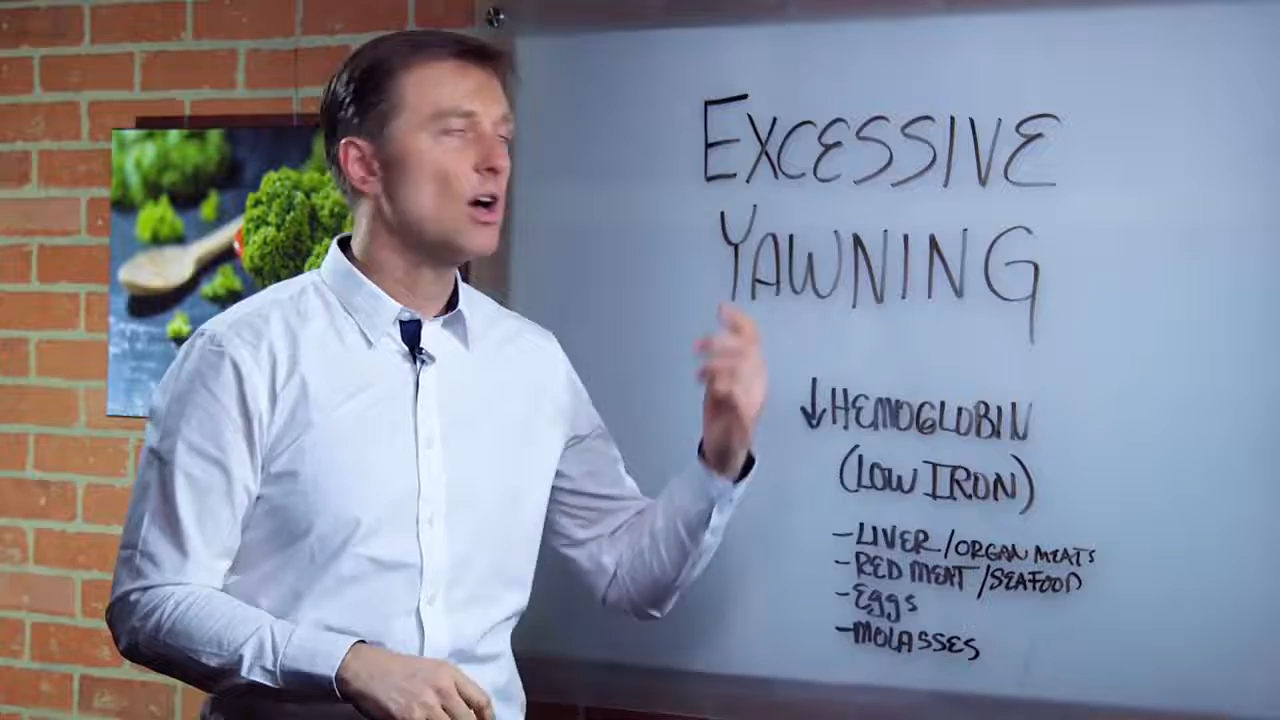 EXCESSIVE
YAWNING
↓HEMOGLOBIN
(LOW IRON)
-LIVER/ORGAN MEATS
-RED MEAT/SEAFOOD
-Eggs
-MOLASSES